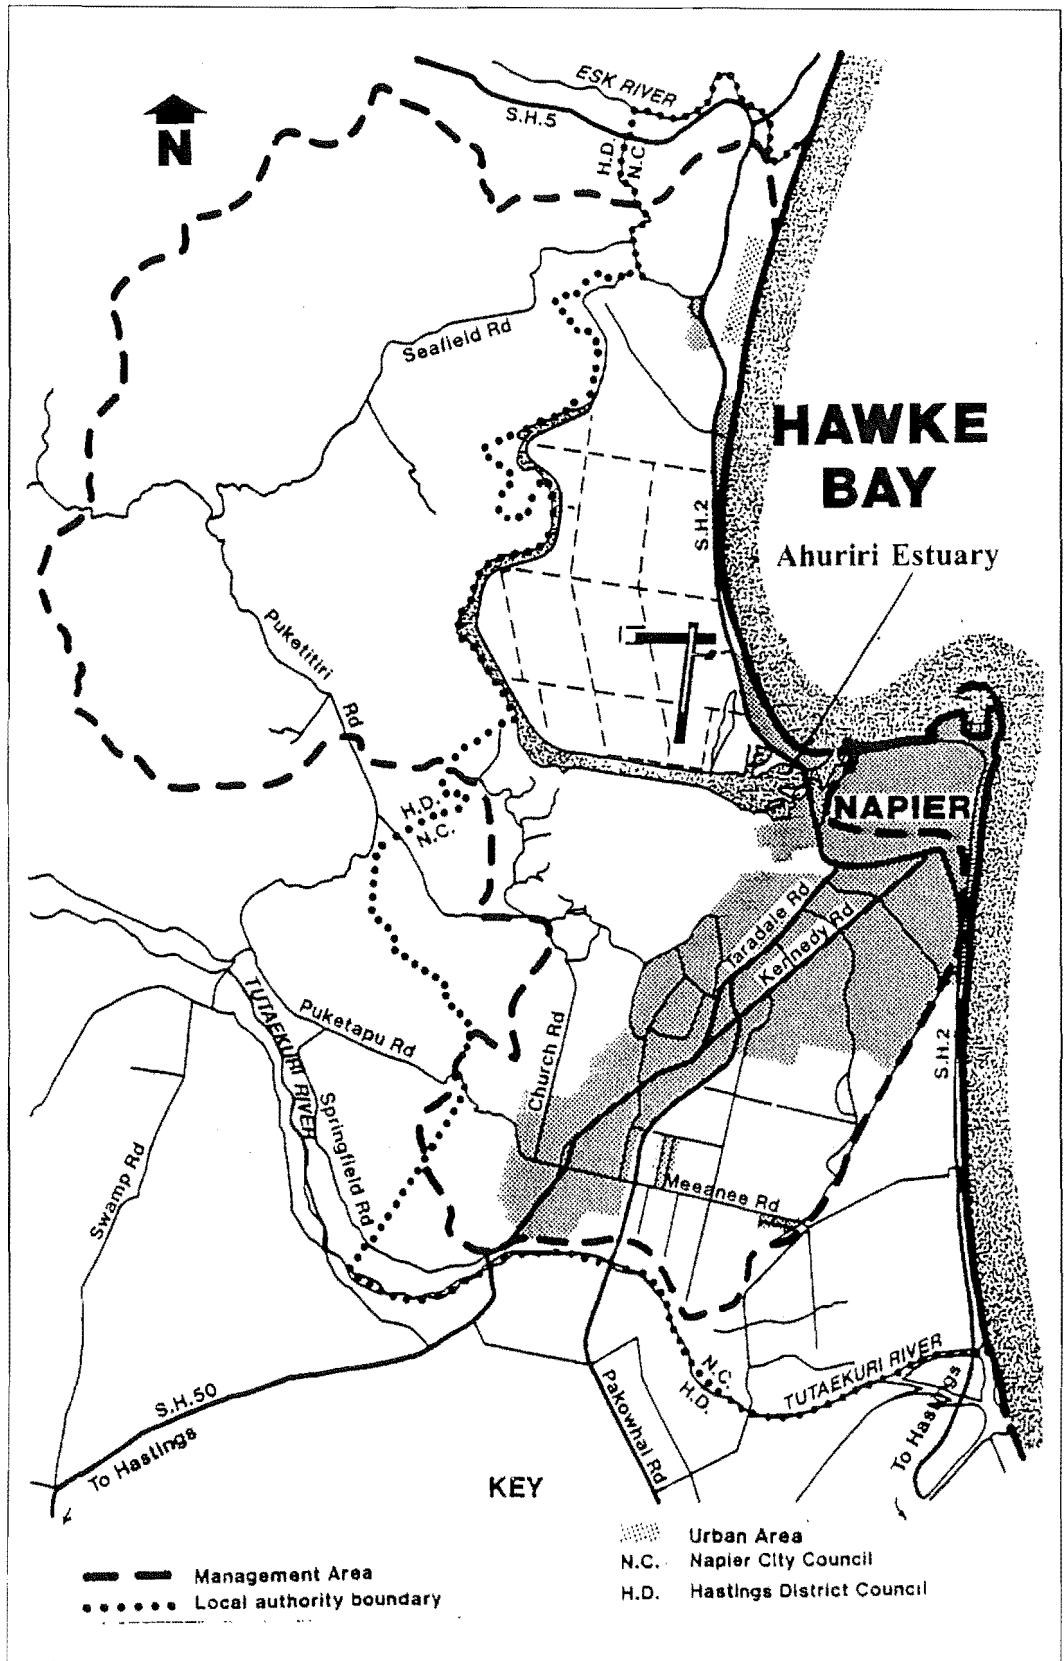 ESK RIVER
S.H.5
N
H.D.
N.C.
Seafield Rd
HAWKE
BAY
S.H.2
Ahuriri Estuary
Puketitiri
Rd
H.D.
N.C.
NAPIER
Taradale Rd
Kennedy Rd
TUTAEKURI RIVER
Puketapu Rd
Church Rd
S.H.2
Springfield Rd
Swamp Rd
Meeanee Rd
N.C.
H.D.
TUTAEKURI RIVER
S.H.50
To Hastings
Pakowhai Rd
To Hastings
KEY
Urban Area
Management Area
N.C. Napier City Council
Local authority boundary
H.D. Hastings District Council